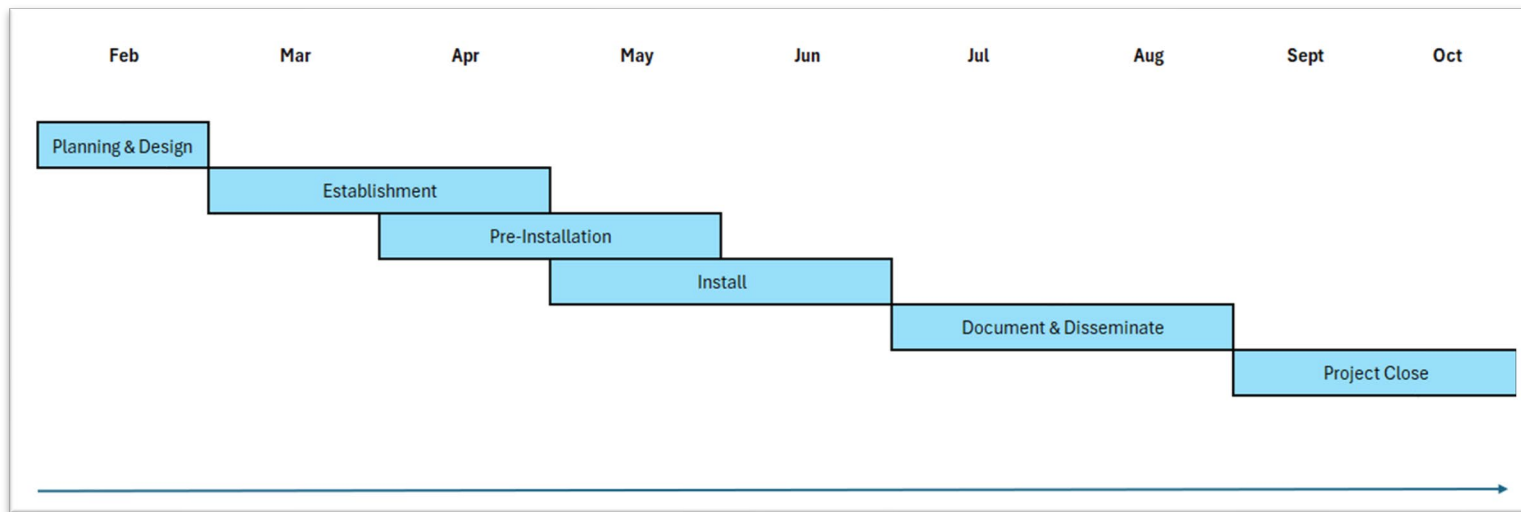 Feb Mar Apr May Jun Jul Aug Sept Oct
Planning & Design
Establishment
Pre-Installation
Install
Document & Disseminate
Project Close